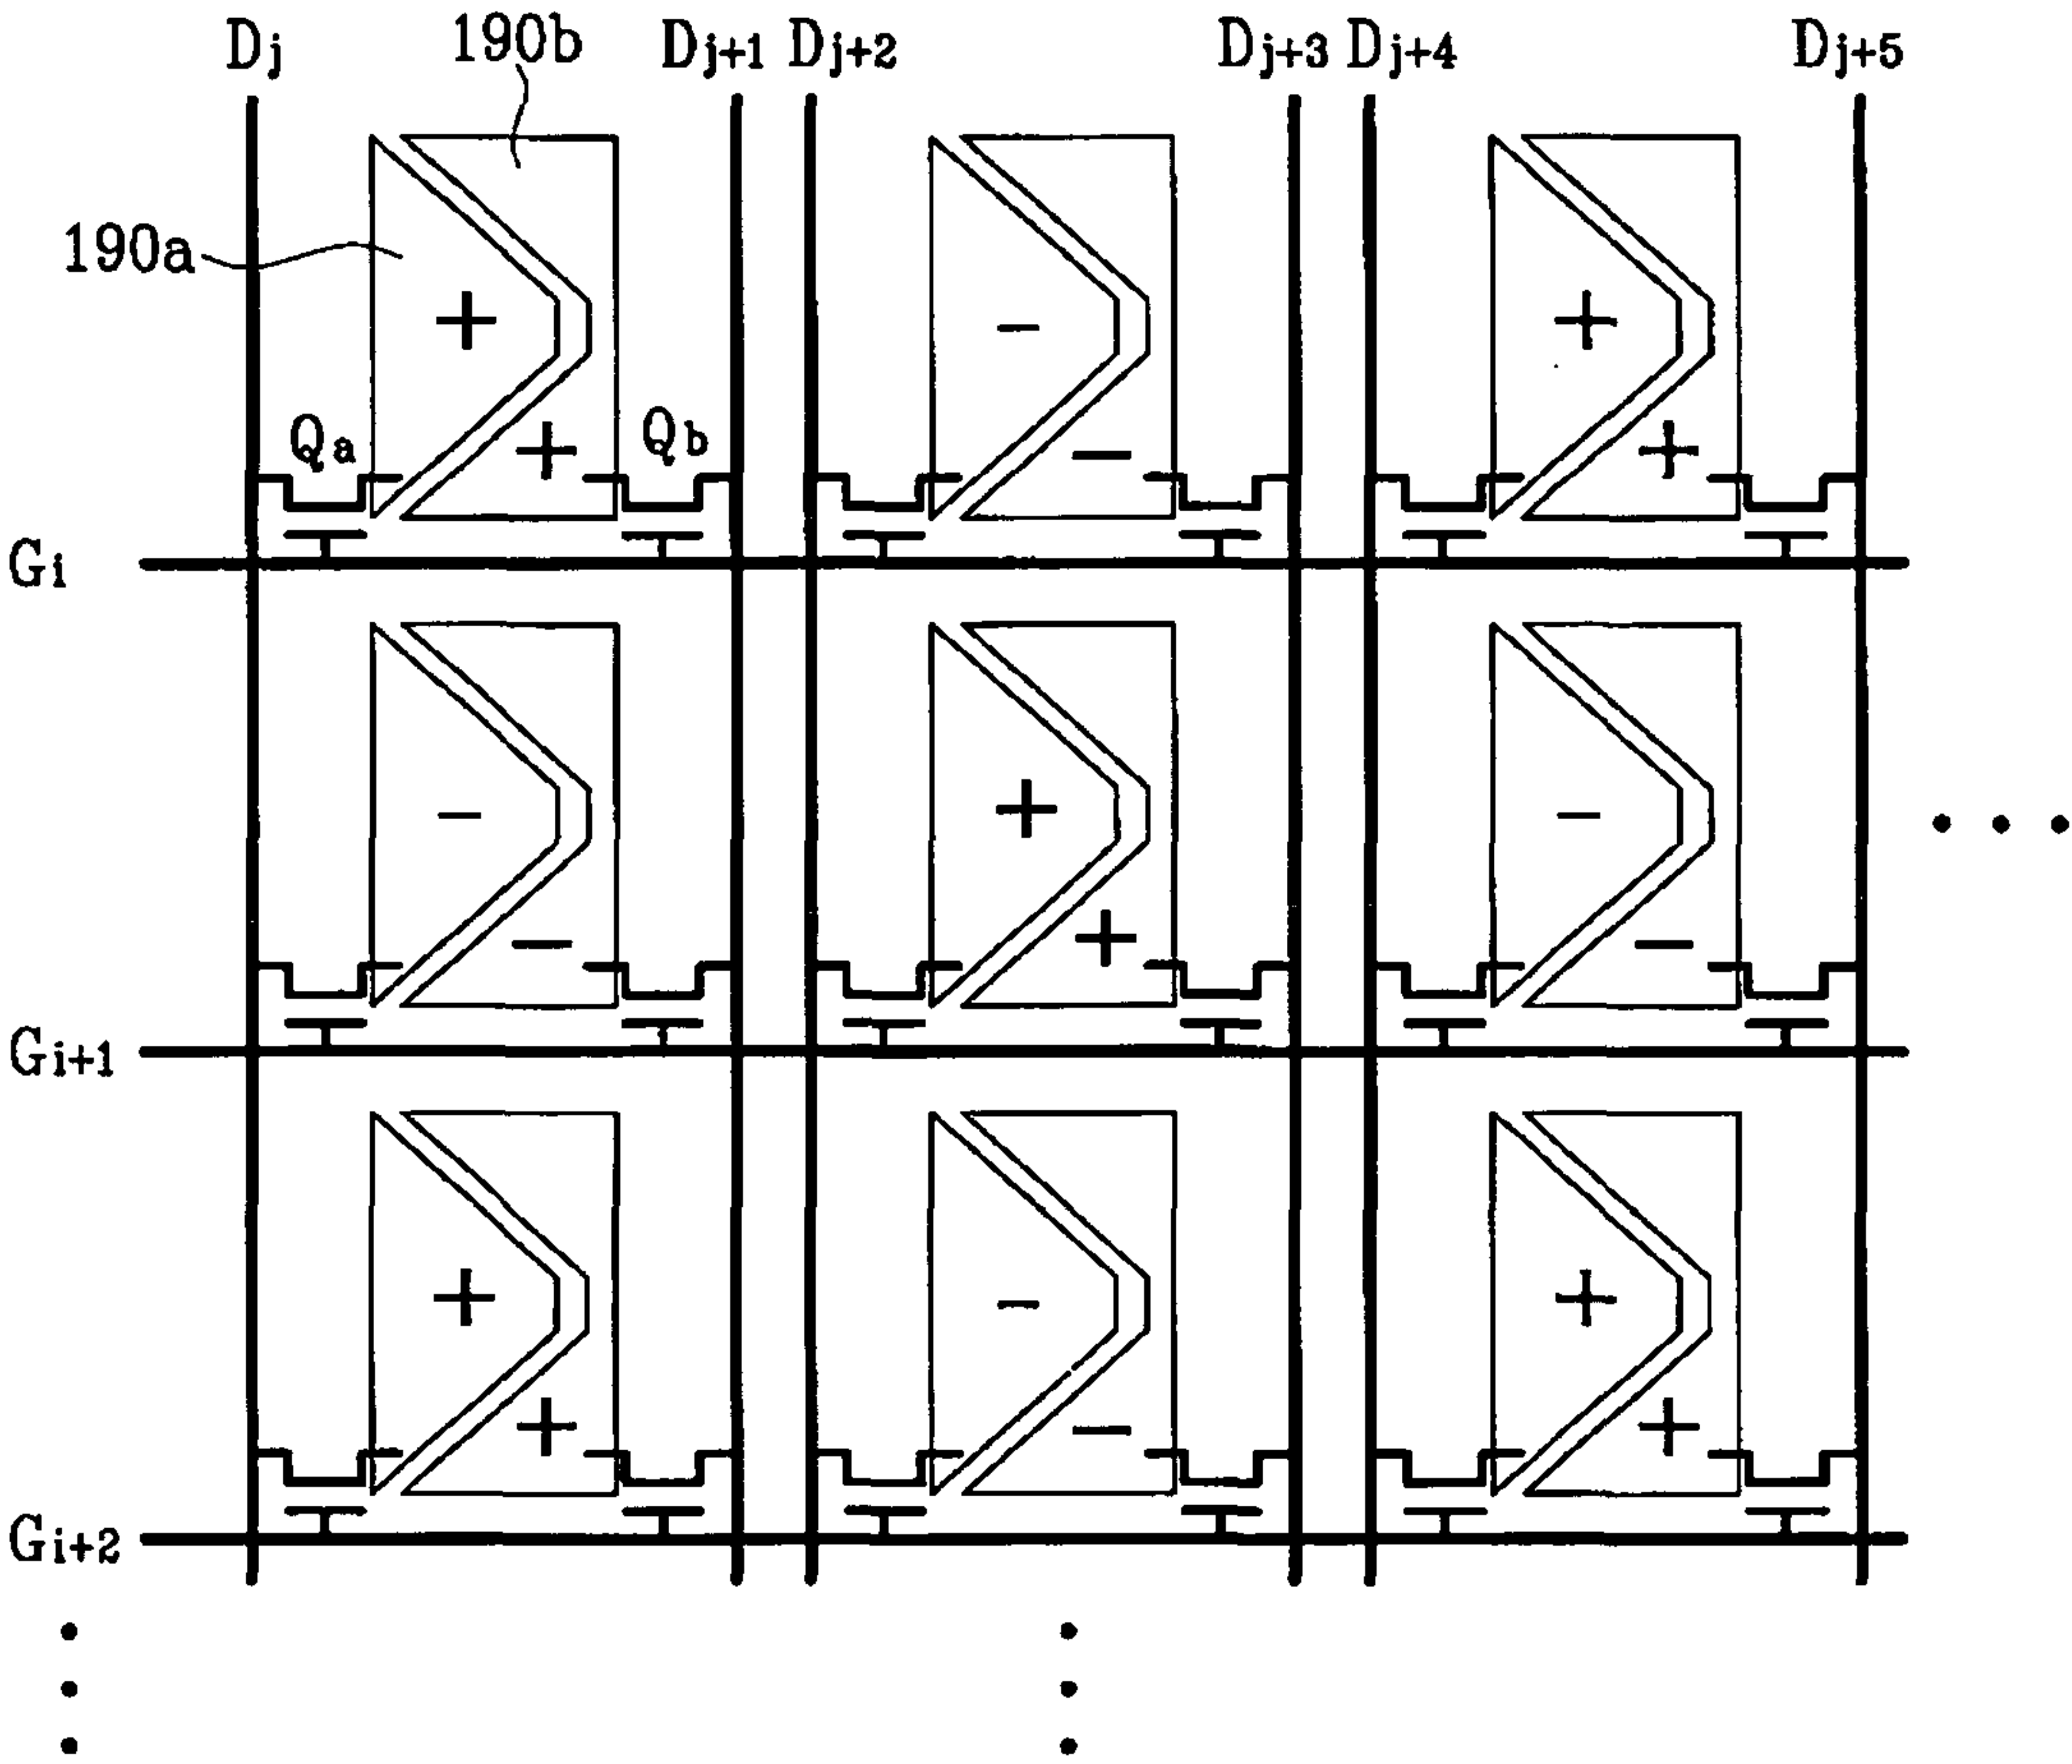 Dj 190b Dj+1 Dj+2 Dj+3 Dj+4 Dj+5
190a
+ - +
Qa + Qb - +
Gi
- + -
- + -
Gi+1
+ - +
+ - +
Gi+2